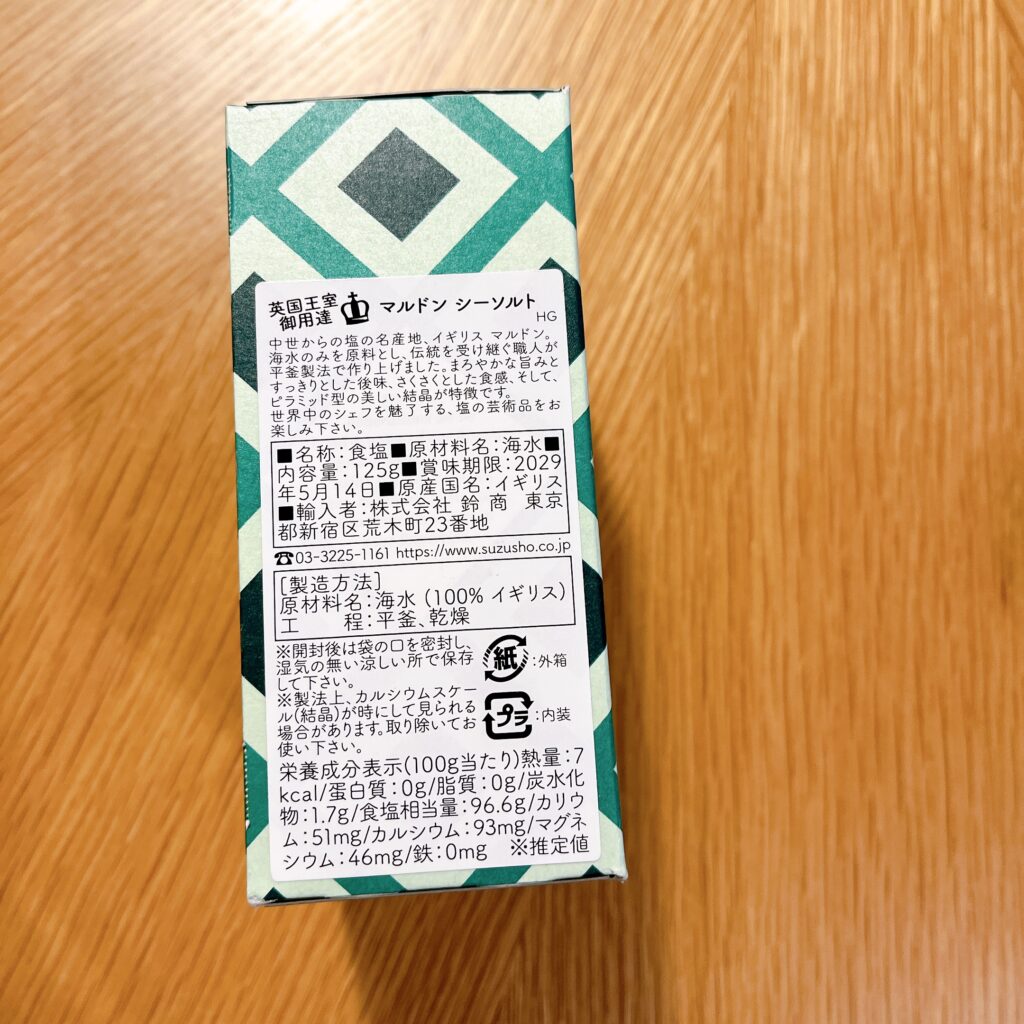 英国王室
御用達
マルドン シーソルト
HG
中世からの塩の名産地、イギリス マルドン。
海水のみを原料とし、伝統を受け継ぐ職人が
平釜製法で作り上げました。まろやかな旨みと
すっきりとした後味、さくさくとした食感、そして、
ピラミッド型の美しい結晶が特徴です。
世界中のシェフを魅了する、塩の芸術品をお
楽しみ下さい。
■名称:食塩■原材料名:海水■
内容量:125g■賞味期限:2029
年5月14日■原産国名:イギリス
■輸入者:株式会社 鈴 商 東京
都新宿区荒木町23番地
☎03-3225-1161 https://www.suzusho.co.jp
[製造方法]
原材料名:海水 (100% イギリス)
工 程:平釜、乾燥
※開封後は袋の口を密封し、
湿気の無い涼しい所で保存
して下さい。
紙:外箱
※製法上、カルシウムスケー
ル(結晶)が時にして見られる
場合があります。取り除いてお
使い下さい。
プラ:内装
栄養成分表示(100g当たり)熱量:7
kcal/蛋白質:0g/脂質:0g/炭水化
物:1.7g/食塩相当量:96.6g/カリウ
ム:51mg/カルシウム:93mg/マグネ
シウム:46mg/鉄:0mg ※推定値